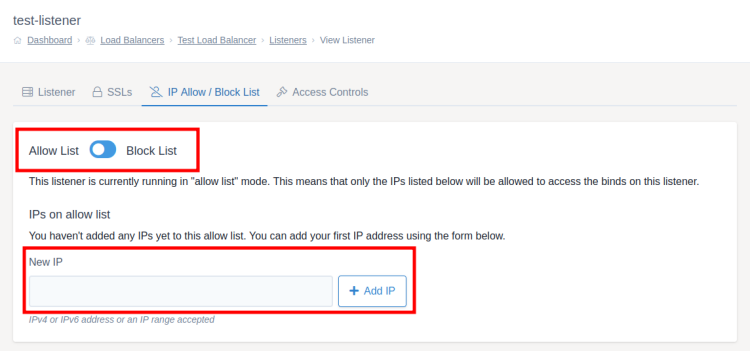 test-listener
Dashboard › Load Balancers › Test Load Balancer › Listeners › View Listener
Listener SSLs IP Allow / Block List Access Controls
Allow List Block List
This listener is currently running in "allow list" mode. This means that only the IPs listed below will be allowed to access the binds on this listener.
IPs on allow list
You haven't added any IPs yet to this allow list. You can add your first IP address using the form below.
New IP
+ Add IP
IPv4 or IPv6 address or an IP range accepted